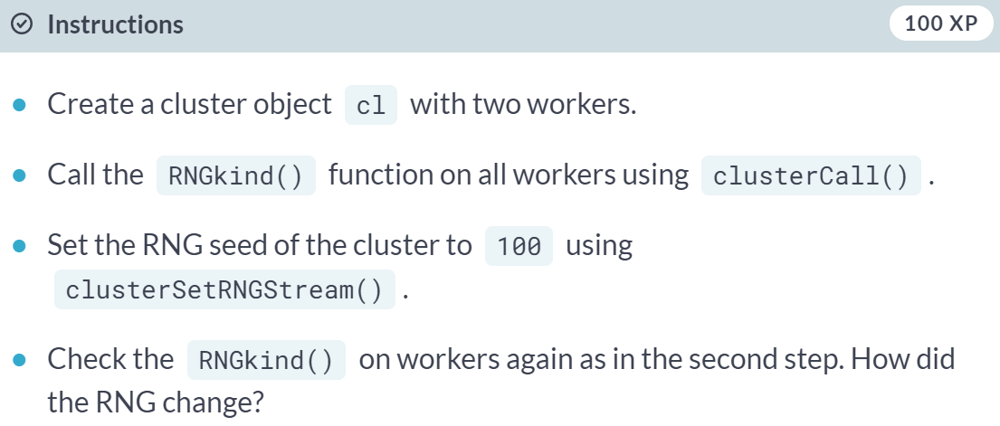 Instructions 100 XP
Create a cluster object cl with two workers.
Call the RNGkind() function on all workers using clusterCall() .
Set the RNG seed of the cluster to 100 using
clusterSetRNGStream() .
Check the RNGkind() on workers again as in the second step. How did
the RNG change?